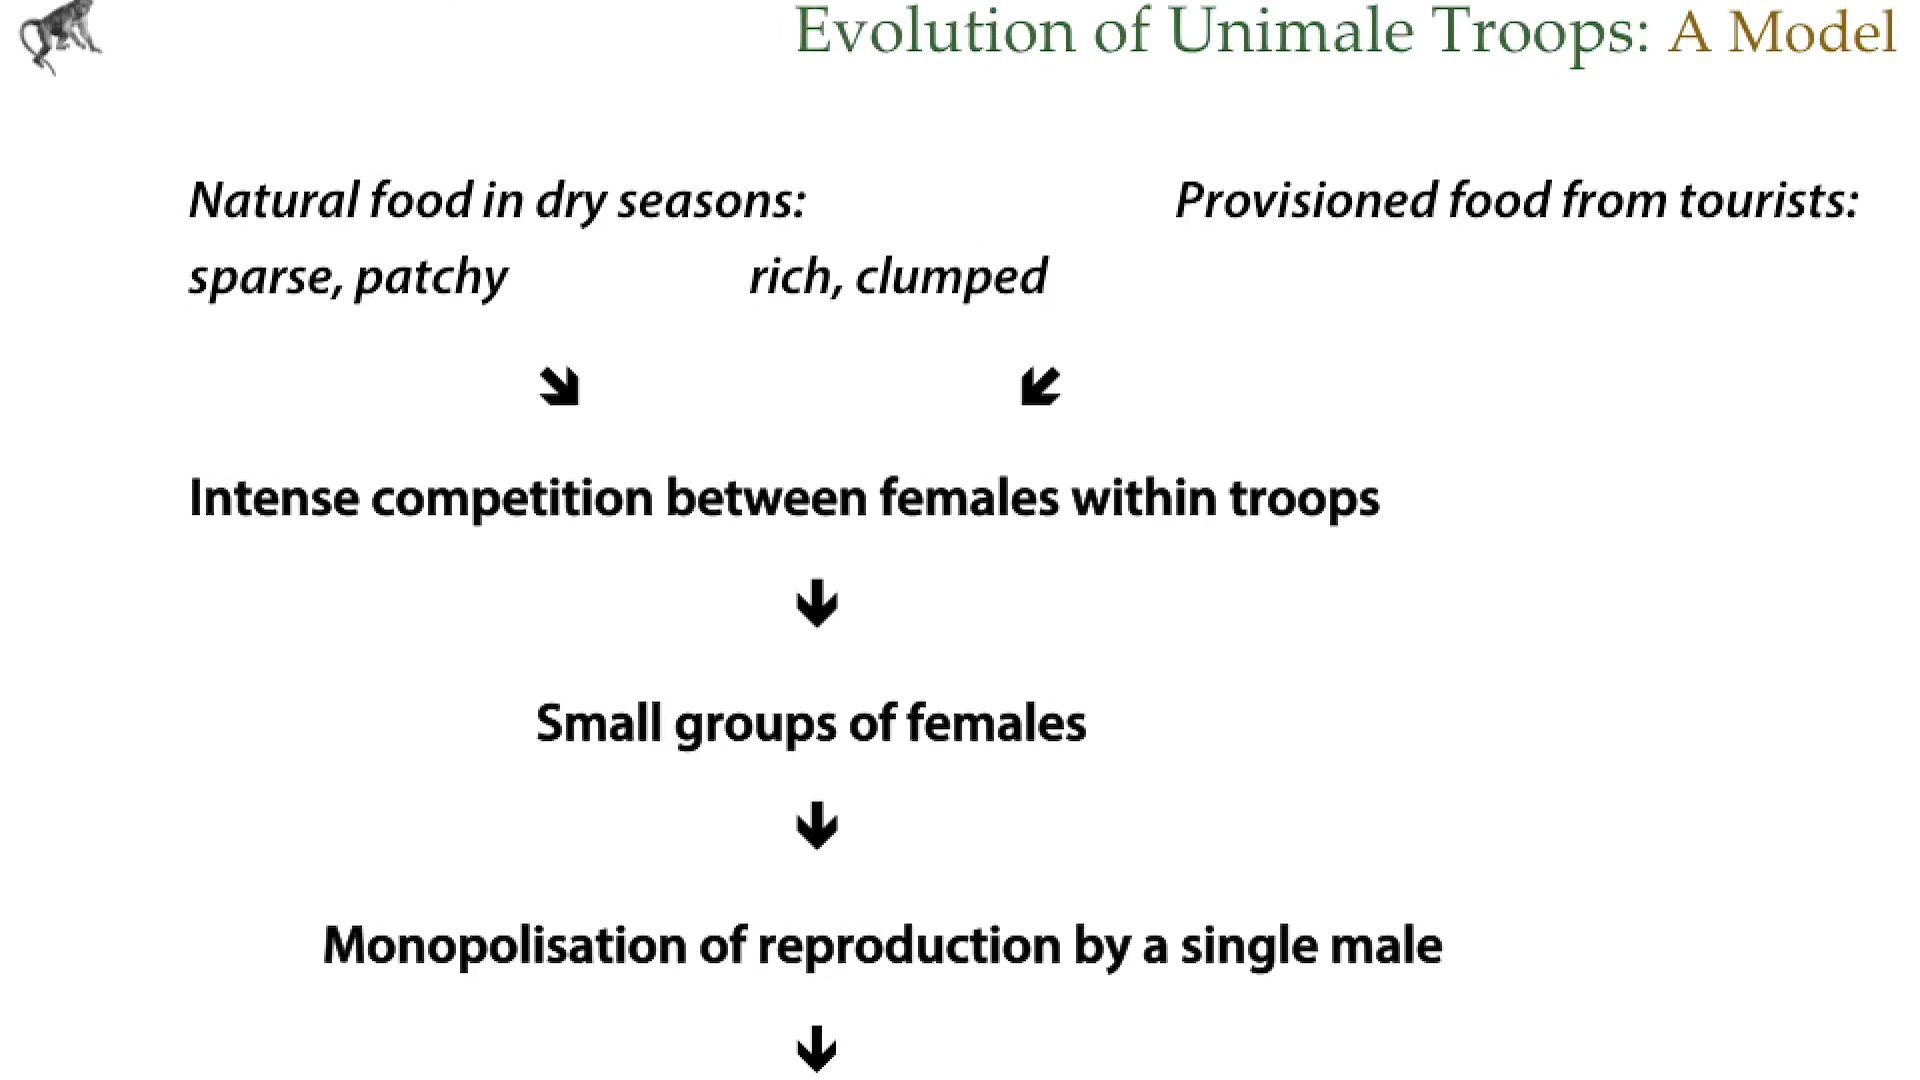 Evolution of Unimale Troops: A Model
Natural food in dry seasons: Provisioned food from tourists:
sparse, patchy rich, clumped
Intense competition between females within troops
Small groups of females
Monopolisation of reproduction by a single male